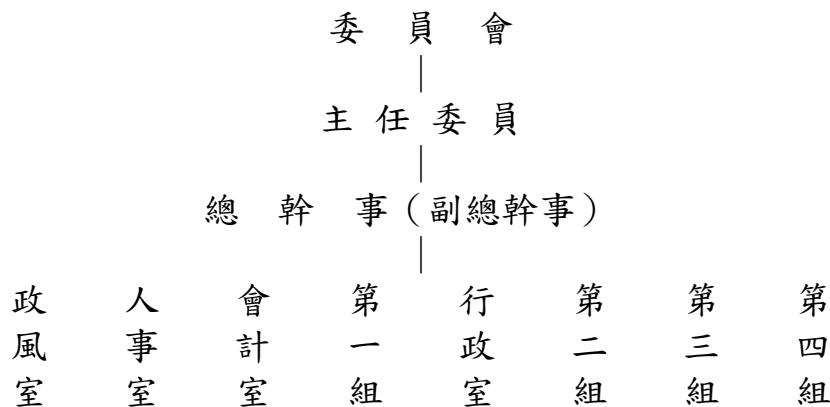 委員會
主任委員
總幹事（副總幹事）
政風室
人事室
會計室
第一組
行政室
第二組
第三組
第四組